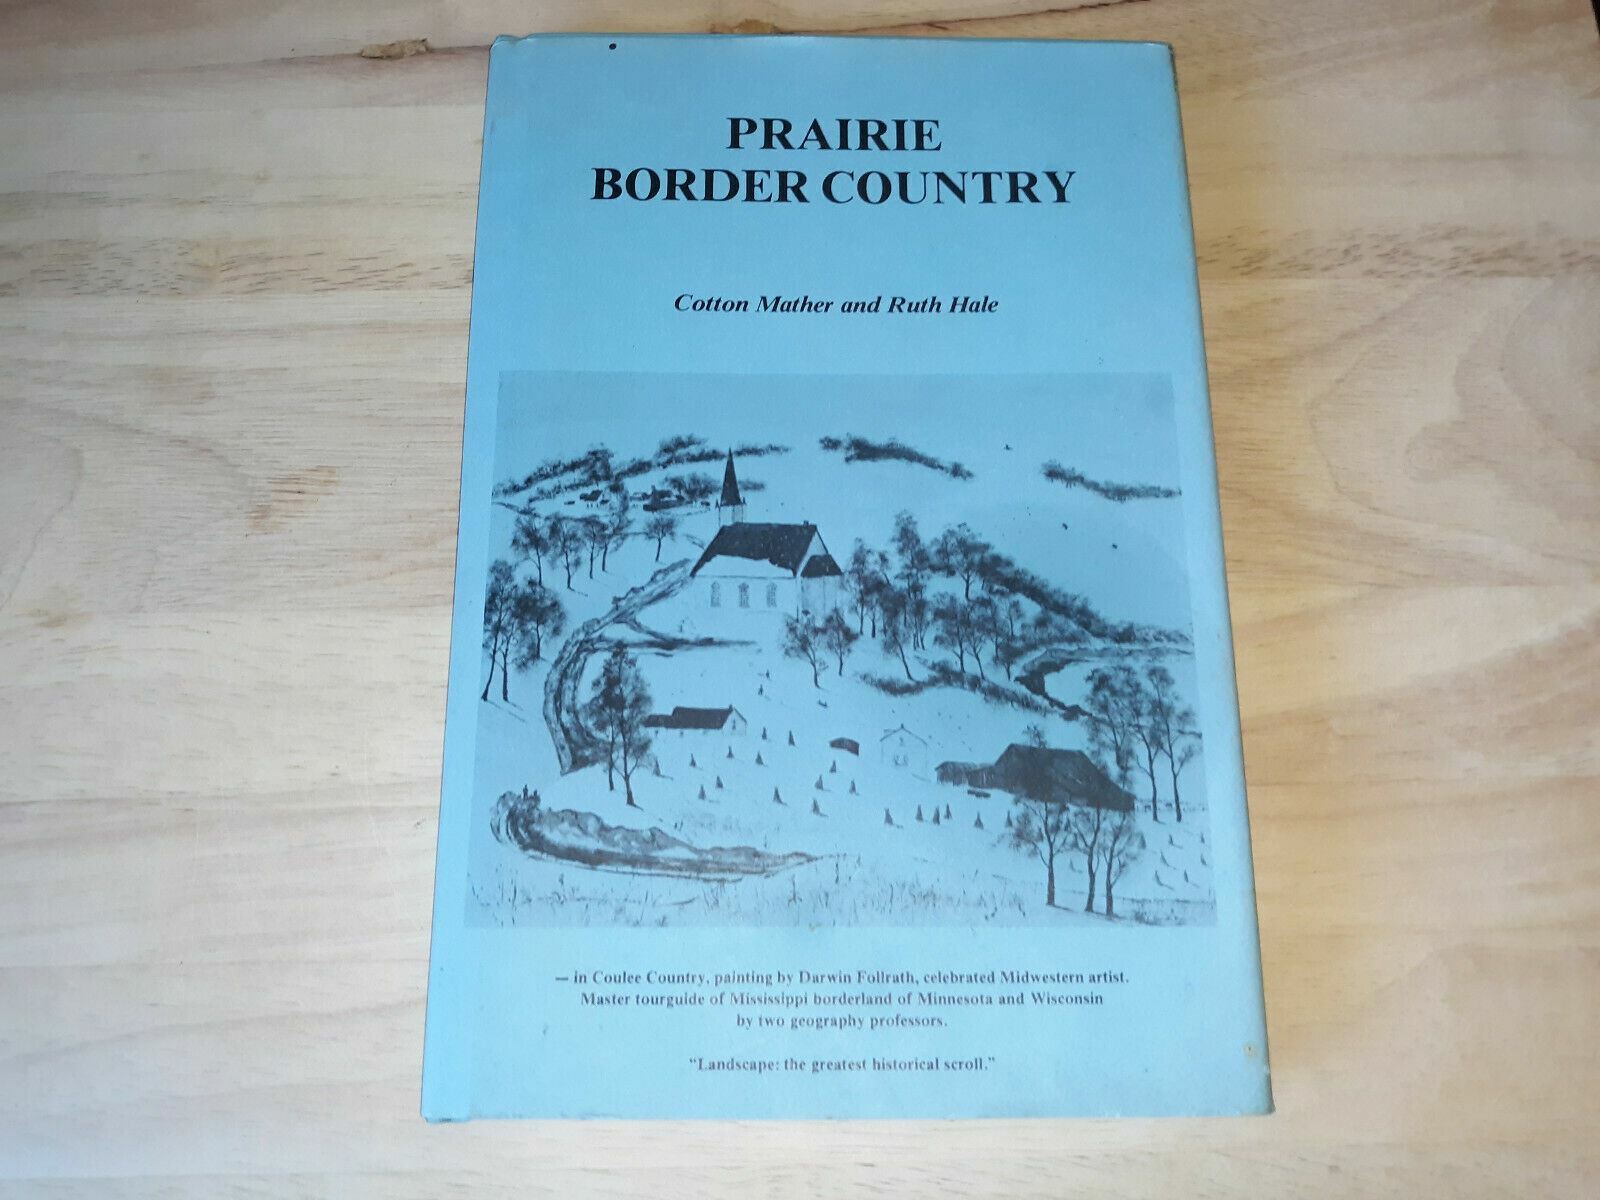 PRAIRIE
BORDER COUNTRY
Cotton Mather and Ruth Hale
— in Coulee Country, painting by Darwin Follrath, celebrated Midwestern artist.
Master tourguide of Mississippi borderland of Minnesota and Wisconsin
by two geography professors.
“Landscape: the greatest historical scroll.”